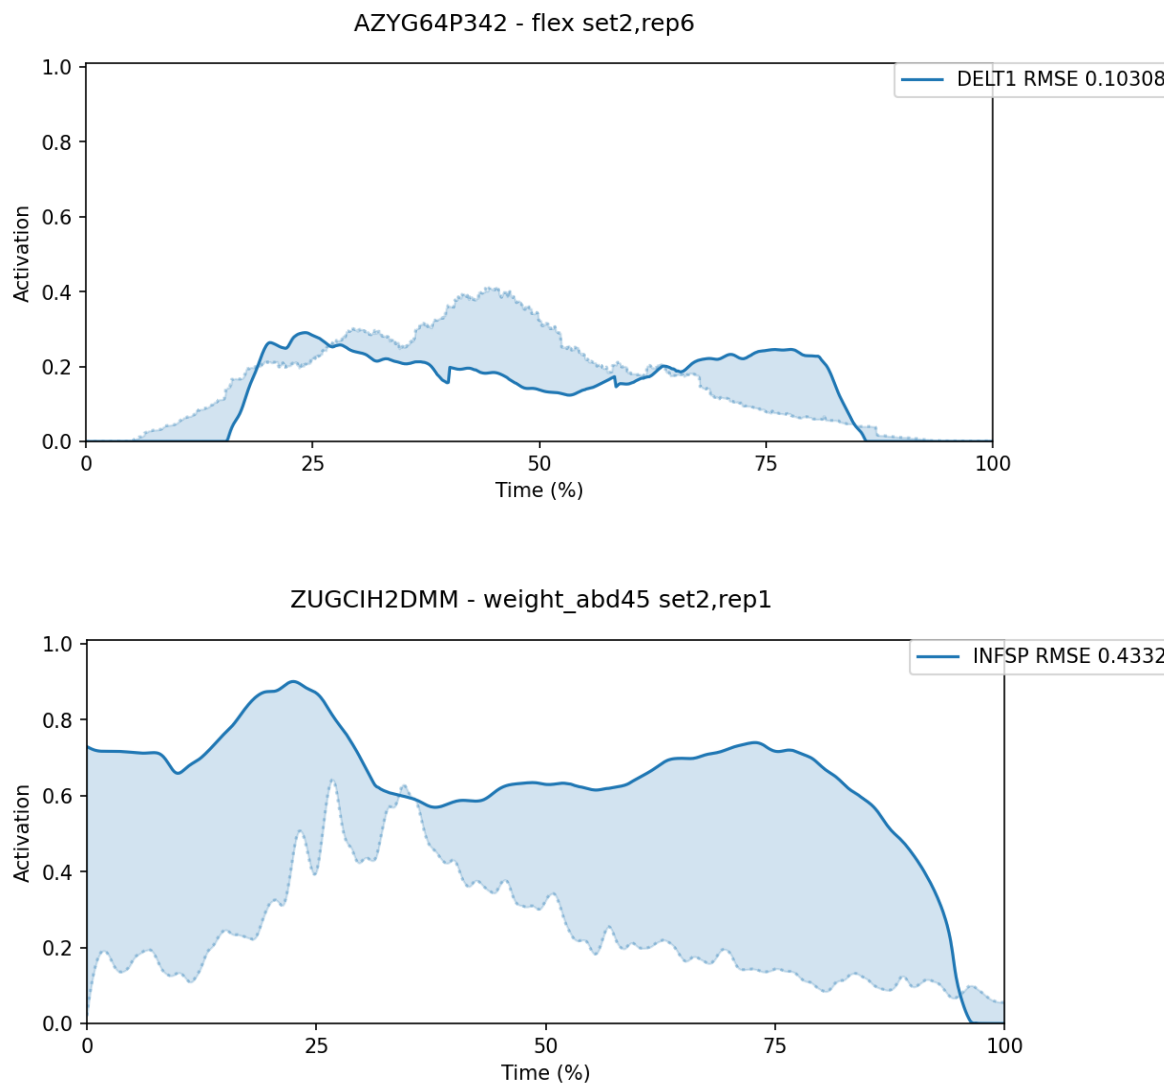 AZYG64P342 - flex set2,rep6
DELT1 RMSE 0.10308
1.0
0.8
0.6
0.4
0.2
0.0
Activation
0 25 50 75 100
Time (%)
ZUGCIH2DMM - weight_abd45 set2,rep1
INFSP RMSE 0.4332
1.0
0.8
0.6
0.4
0.2
0.0
Activation
0 25 50 75 100
Time (%)